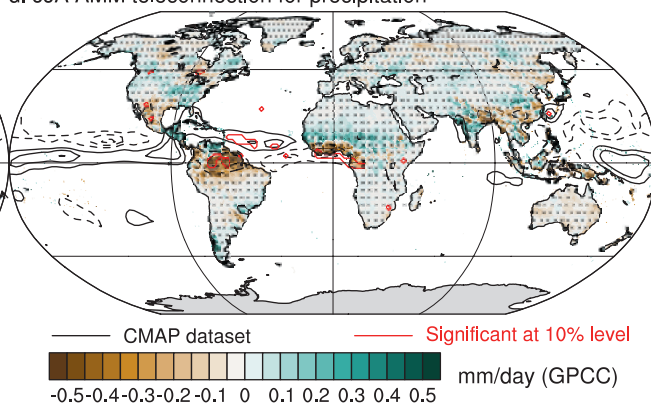 AMM teleconnection for precipitation
CMAP dataset
Significant at 10% level
-0.5 -0.4 -0.3 -0.2 -0.1 0 0.1 0.2 0.3 0.4 0.5
mm/day (GPCC)